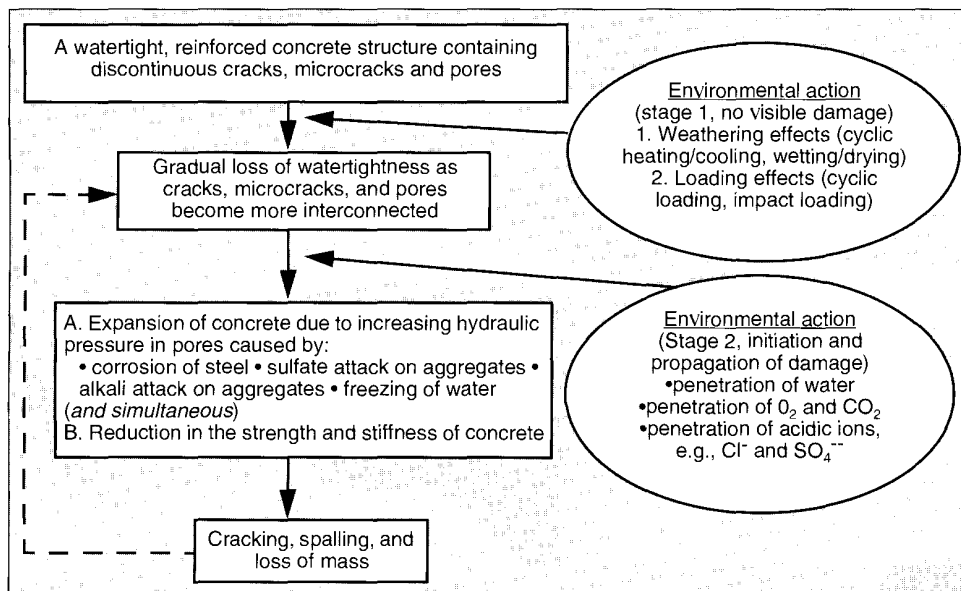 A watertight, reinforced concrete structure containing
discontinuous cracks, microcracks and pores
Environmental action
(stage 1, no visible damage)
1. Weathering effects (cyclic
heating/cooling, wetting/drying)
2. Loading effects (cyclic
loading, impact loading)
Gradual loss of watertightness as
cracks, microcracks, and pores
become more interconnected
A. Expansion of concrete due to increasing hydraulic
pressure in pores caused by:
• corrosion of steel • sulfate attack on aggregates •
alkali attack on aggregates • freezing of water
(and simultaneous)
B. Reduction in the strength and stiffness of concrete
Environmental action
(Stage 2, initiation and
propagation of damage)
•penetration of water
•penetration of 0₂ and CO₂
•penetration of acidic ions,
e.g., Cl⁻ and SO₄⁻⁻
Cracking, spalling, and
loss of mass